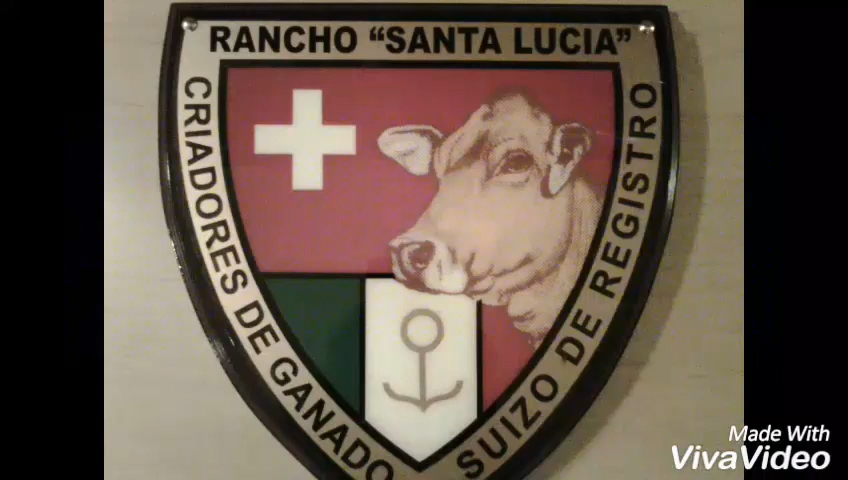 RANCHO “SANTA LUCIA”
CRIADORES DE GANADO
SUIZO DE REGISTRO
Made With
VivaVideo